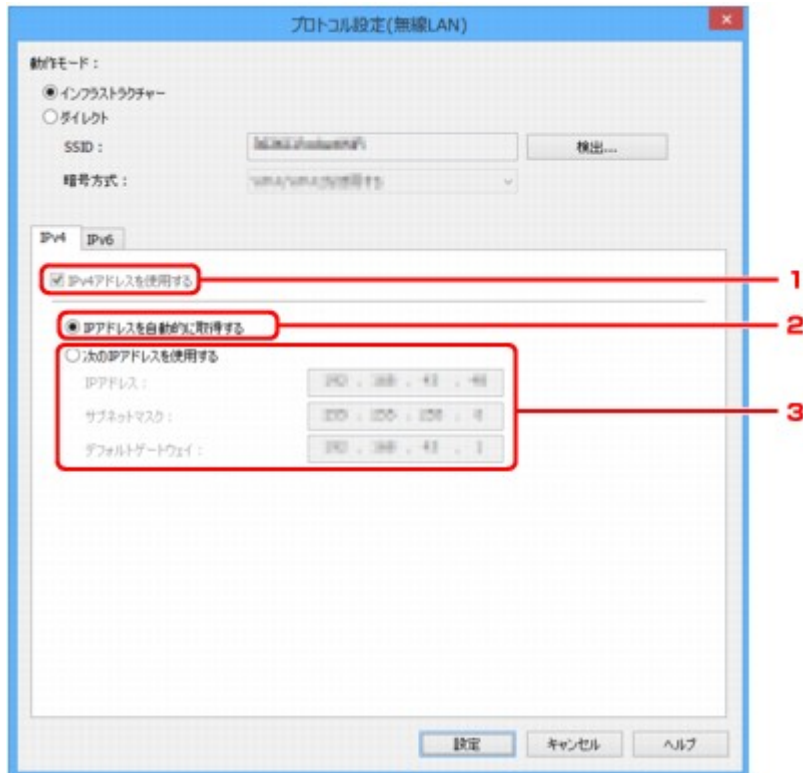 プロトコル設定(無線LAN)
動作モード：
インフラストラクチャー
ダイレクト
SSID：
検出...
暗号方式：
IPv4 IPv6
IPv4アドレスを使用する
1
IPアドレスを自動的に取得する
2
次のIPアドレスを使用する
IPアドレス：
サブネットマスク：
3
デフォルトゲートウェイ：
設定 キャンセル ヘルプ